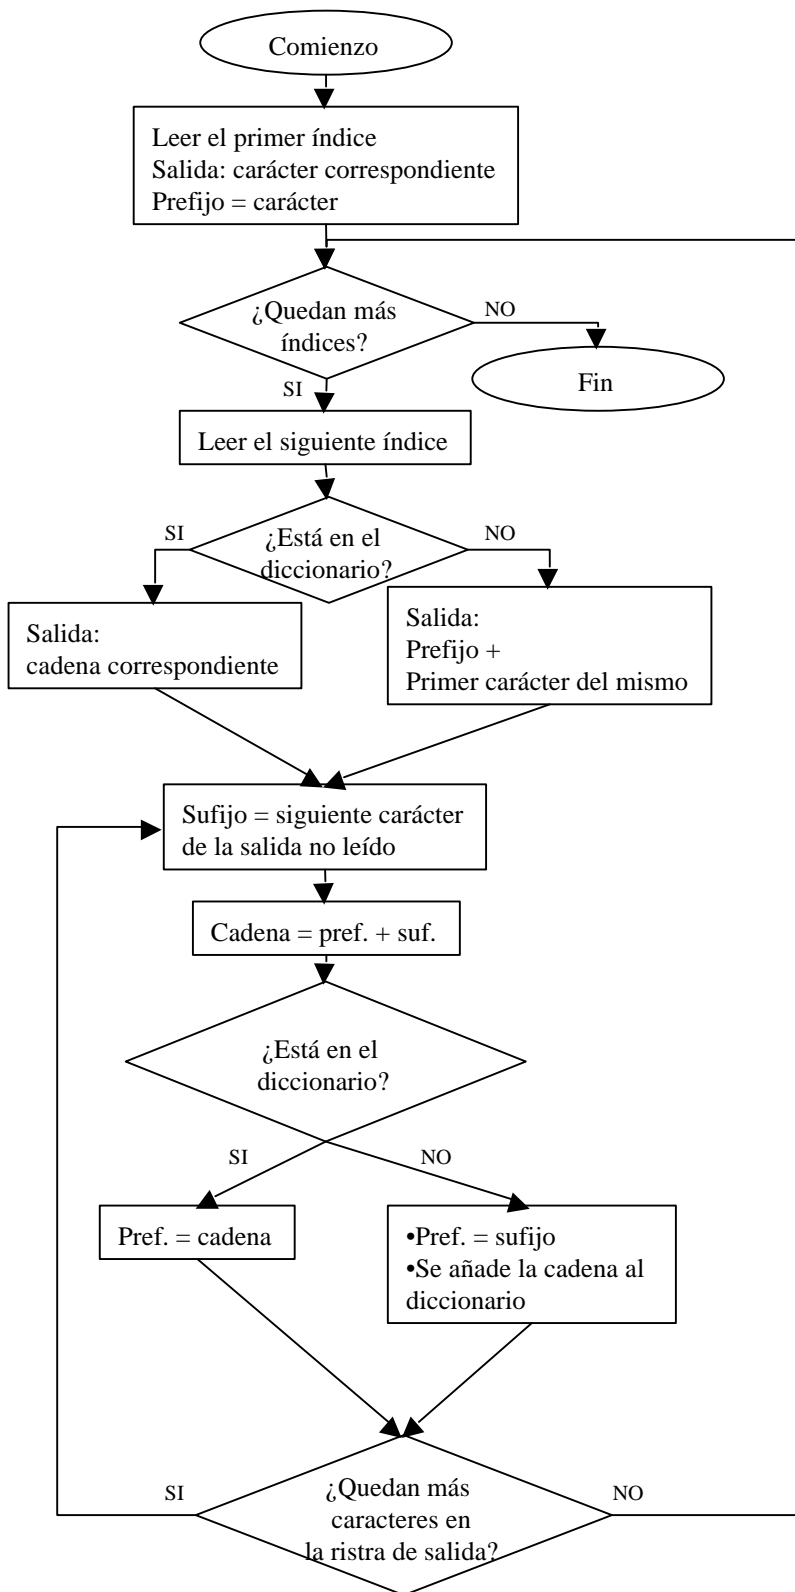 Comienzo
Leer el primer índice
Salida: carácter correspondiente
Prefijo = carácter
¿Quedan más
índices?
NO
Fin
SI
Leer el siguiente índice
SI
¿Está en el
diccionario?
NO
Salida:
cadena correspondiente
Salida:
Prefijo +
Primer carácter del mismo
Sufijo = siguiente carácter
de la salida no leído
Cadena = pref. + suf.
¿Está en el
diccionario?
SI
NO
Pref. = cadena
•Pref. = sufijo
•Se añade la cadena al
diccionario
SI
¿Quedan más
caracteres en
la ristra de salida?
NO